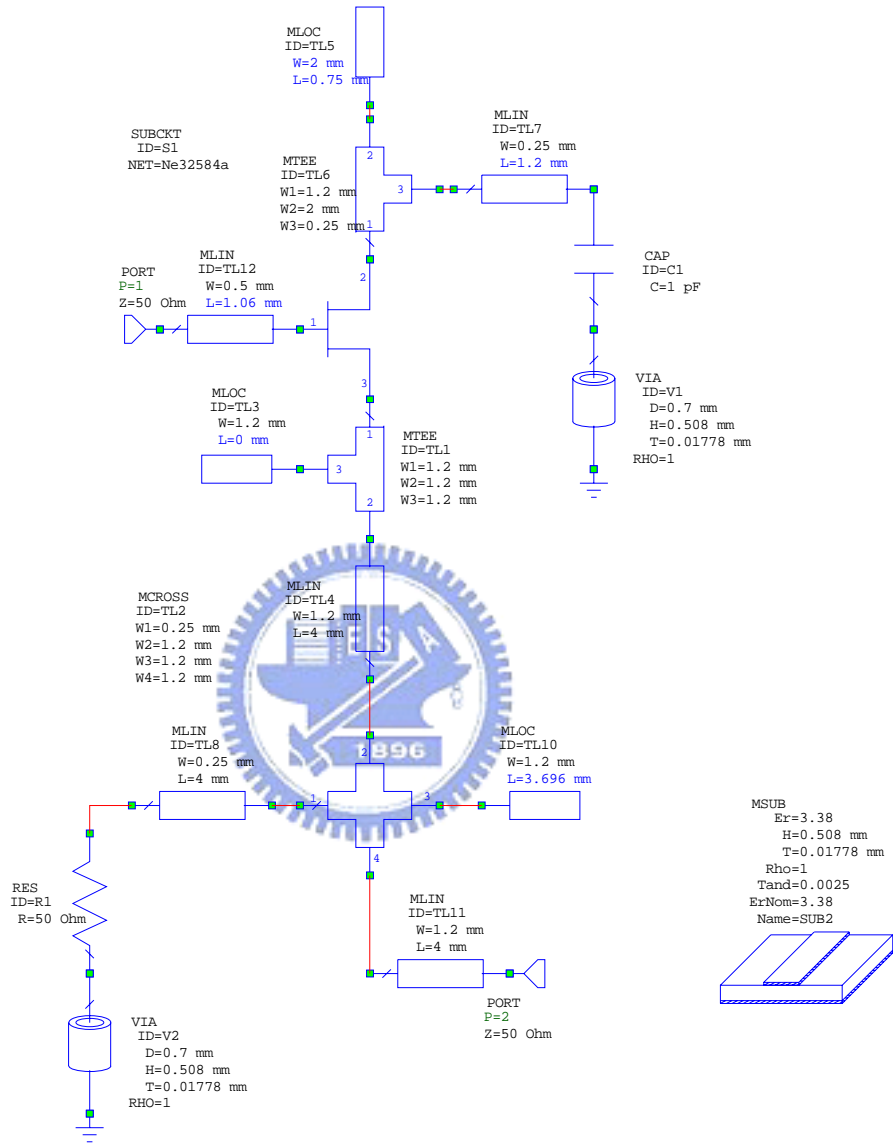 MLOC
ID=TL5
W=2 mm
L=0.75 mm
MLIN
ID=TL7
W=0.25 mm
L=1.2 mm
SUBCKT
ID=S1
NET=Ne32584a
MTEE
ID=TL6
W1=1.2 mm
W2=2 mm
W3=0.25 mm
2
3
1
CAP
ID=C1
C=1 pF
PORT
P=1
Z=50 Ohm
MLIN
ID=TL12
W=0.5 mm
L=1.06 mm
2
1
3
VIA
ID=V1
D=0.7 mm
H=0.508 mm
T=0.01778 mm
RHO=1
MLOC
ID=TL3
W=1.2 mm
L=0 mm
1
3
2
MTEE
ID=TL1
W1=1.2 mm
W2=1.2 mm
W3=1.2 mm
MCROSS
ID=TL2
W1=0.25 mm
W2=1.2 mm
W3=1.2 mm
W4=1.2 mm
MLIN
ID=TL4
W=1.2 mm
L=4 mm
E S A
1896
MLIN
ID=TL8
W=0.25 mm
L=4 mm
2
1
3
4
MLOC
ID=TL10
W=1.2 mm
L=3.696 mm
RES
ID=R1
R=50 Ohm
MLIN
ID=TL11
W=1.2 mm
L=4 mm
PORT
P=2
Z=50 Ohm
MSUB
Er=3.38
H=0.508 mm
T=0.01778 mm
Rho=1
Tand=0.0025
ErNom=3.38
Name=SUB2
VIA
ID=V2
D=0.7 mm
H=0.508 mm
T=0.01778 mm
RHO=1